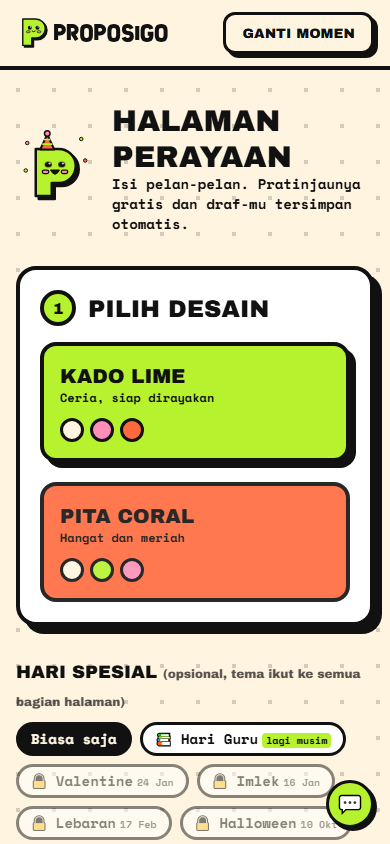 PROPOSIGO
GANTI MOMEN
HALAMAN
PERAYAAN
Isi pelan-pelan. Pratinjaunya
gratis dan draf-mu tersimpan
otomatis.
1 PILIH DESAIN
KADO LIME
Ceria, siap dirayakan
PITA CORAL
Hangat dan meriah
HARI SPESIAL (opsional, tema ikut ke semua
bagian halaman)
Biasa saja Hari Guru lagi musim
Valentine 24 Jan Imlek 16 Jan
Lebaran 17 Feb Halloween 10 Okt